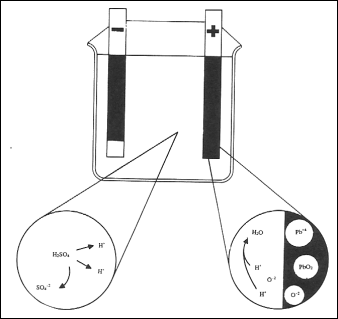 − +
H₂SO₄
H⁺
H⁺
SO₄⁻²
H₂O
H⁺
O⁻²
H⁺
Pb⁺⁴
PbO₂
O⁻²